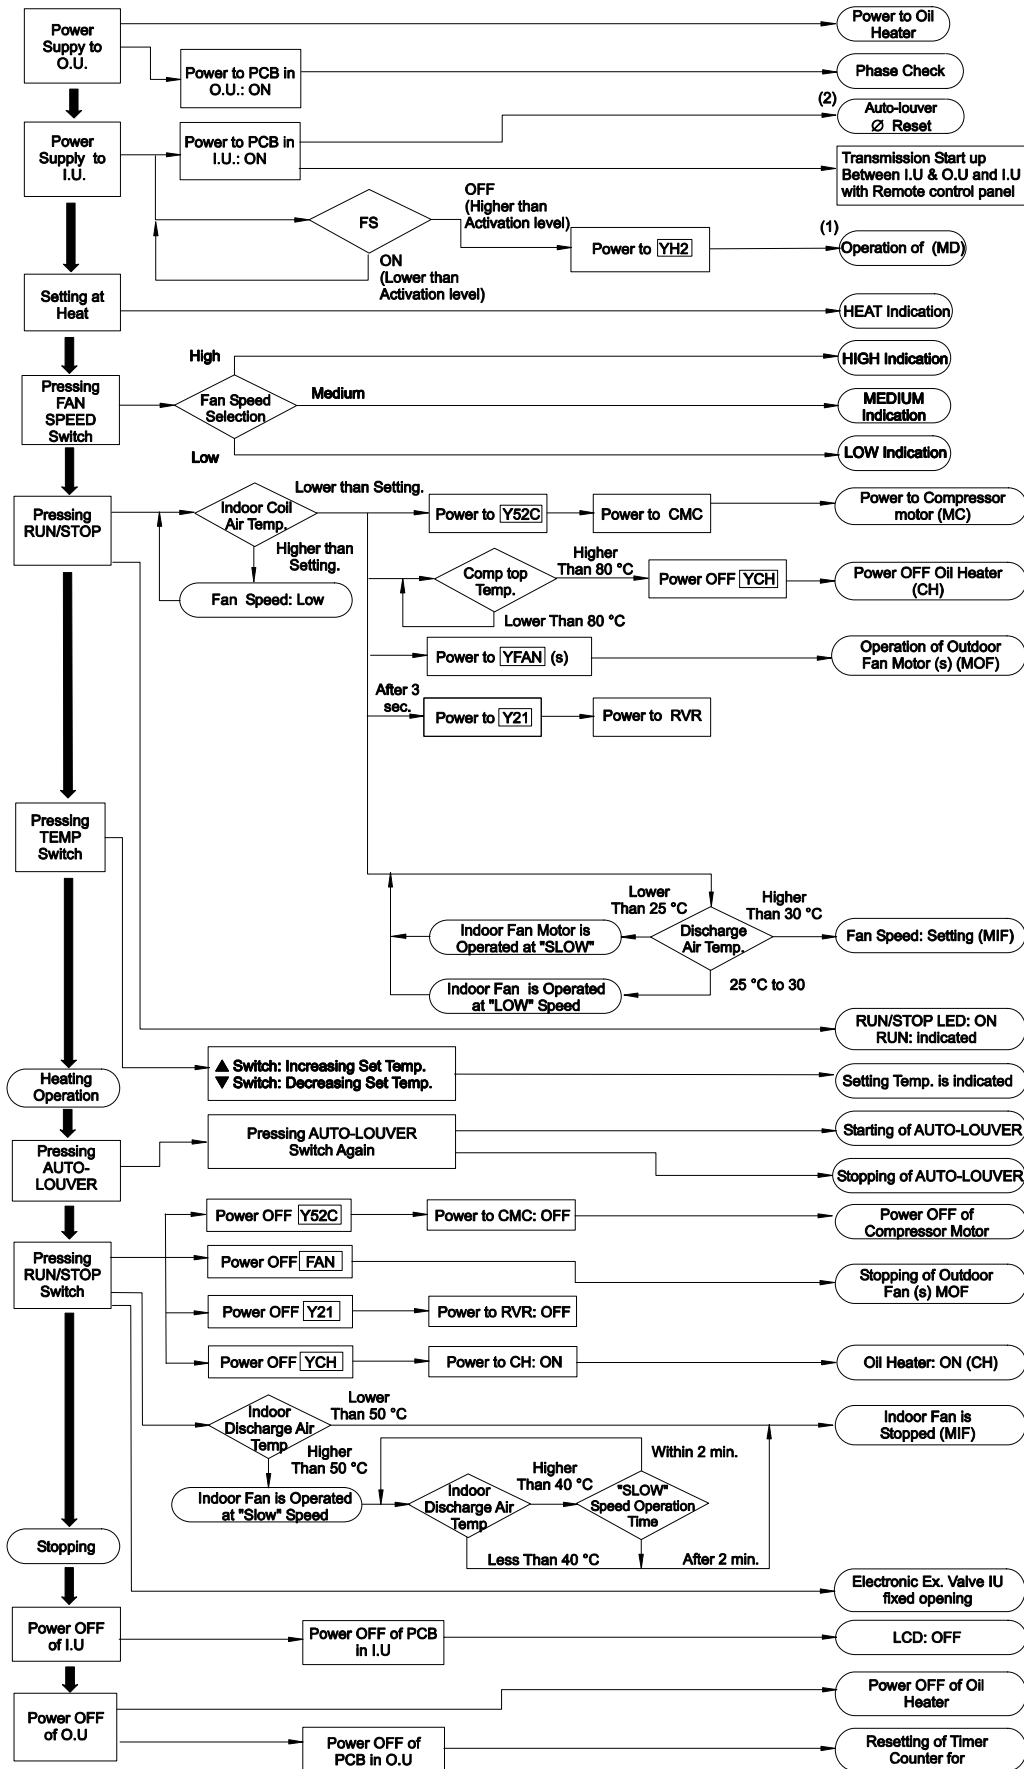 Power
Suppy to
O.U.
Power to Oil
Heater
Power to PCB in
O.U.: ON
Phase Check
Power
Supply to
I.U.
Power to PCB in
I.U.: ON
(2)
Auto-louver
Ø Reset
Transmission Start up
Between I.U & O.U and I.U
with Remote control panel
FS
OFF
(Higher than
Activation level)
ON
(Lower than
Activation level)
Power to YH2
(1)
Operation of (MD)
Setting at
Heat
HEAT Indication
Pressing
FAN
SPEED
Switch
Fan Speed
Selection
High
HIGH Indication
Medium
MEDIUM
Indication
Low
LOW Indication
Pressing
RUN/STOP
Indoor Coil
Air Temp.
Lower than Setting.
Higher than
Setting.
Fan Speed: Low
Power to Y52C
Power to CMC
Power to Compressor
motor (MC)
Comp top
Temp.
Higher
Than 80 °C
Lower Than 80 °C
Power OFF YCH
Power OFF Oil Heater
(CH)
Power to YFAN (s)
Operation of Outdoor
Fan Motor (s) (MOF)
After 3
sec.
Power to Y21
Power to RVR
Pressing
TEMP
Switch
Lower
Than 25 °C
Higher
Than 30 °C
Indoor Fan Motor is
Operated at "SLOW"
Discharge
Air Temp.
Fan Speed: Setting (MIF)
25 °C to 30
Indoor Fan is Operated
at "LOW" Speed
RUN/STOP LED: ON
RUN: indicated
Heating
Operation
▲ Switch: Increasing Set Temp.
▼ Switch: Decreasing Set Temp.
Setting Temp. is indicated
Pressing
AUTO-
LOUVER
Pressing AUTO-LOUVER
Switch Again
Starting of AUTO-LOUVER
Stopping of AUTO-LOUVER
Pressing
RUN/STOP
Switch
Power OFF Y52C
Power to CMC: OFF
Power OFF of
Compressor Motor
Power OFF FAN
Stopping of Outdoor
Fan (s) MOF
Power OFF Y21
Power to RVR: OFF
Power OFF YCH
Power to CH: ON
Oil Heater: ON (CH)
Indoor
Discharge Air
Temp
Lower
Than 50 °C
Indoor Fan is
Stopped (MIF)
Higher
Than 50 °C
Within 2 min.
Indoor Fan is Operated
at "Slow" Speed
Indoor
Discharge Air
Temp
Higher
Than 40 °C
"SLOW"
Speed Operation
Time
Less Than 40 °C
After 2 min.
Stopping
Electronic Ex. Valve IU
fixed opening
Power OFF
of I.U
Power OFF of PCB
in I.U
LCD: OFF
Power OFF
of O.U
Power OFF of Oil
Heater
Power OFF of
PCB in O.U
Resetting of Timer
Counter for